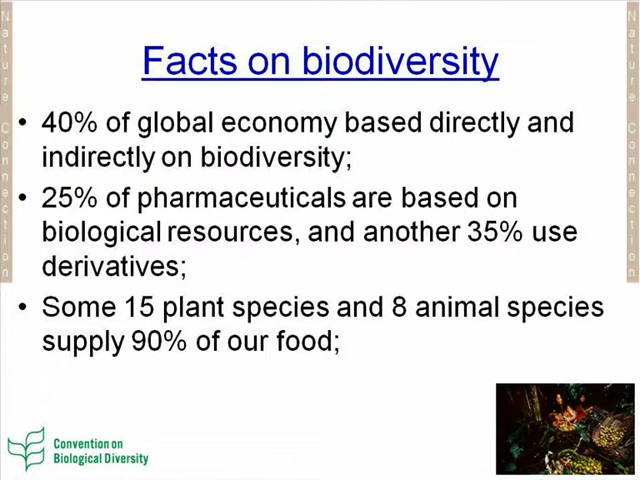 Facts on biodiversity
• 40% of global economy based directly and
indirectly on biodiversity;
• 25% of pharmaceuticals are based on
biological resources, and another 35% use
derivatives;
• Some 15 plant species and 8 animal species
supply 90% of our food;
Nature Connection
Nature Connection
Convention on
Biological Diversity